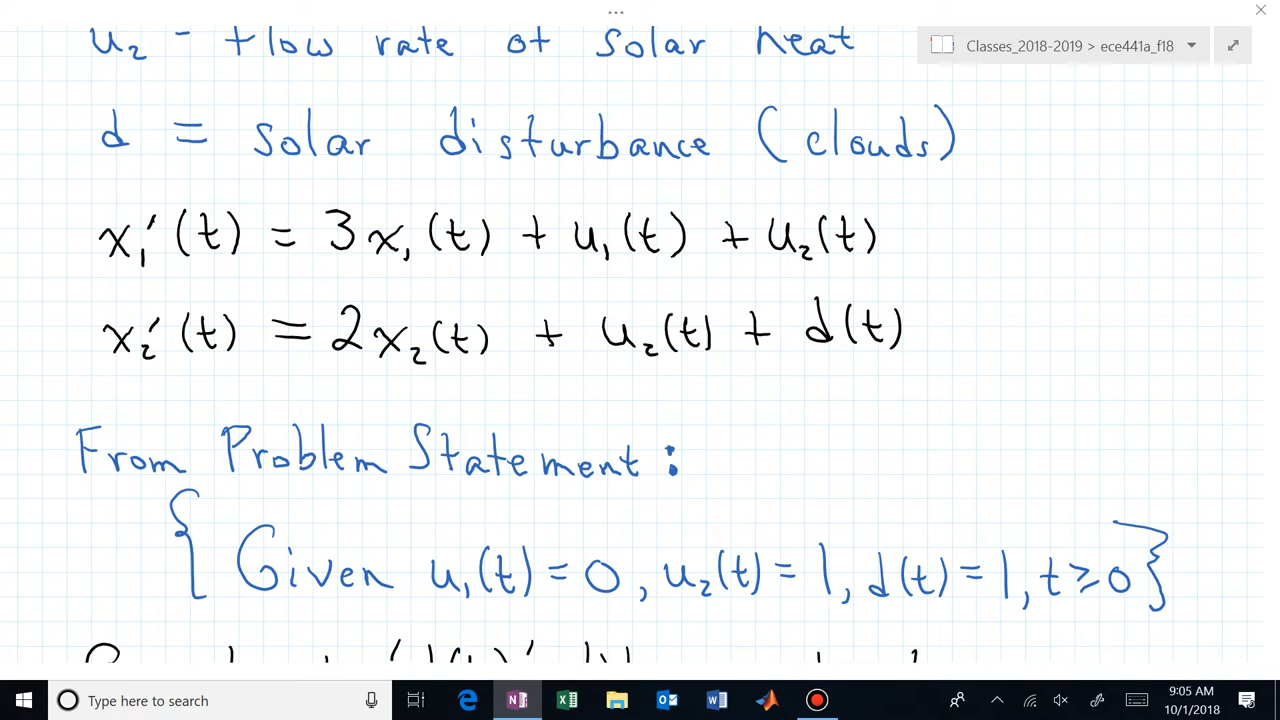 ...
Classes_2018-2019 > ece441a_f18
u₂ - flow rate of solar heat
d = solar disturbance (clouds)
x₁'(t) = 3x₁(t) + u₁(t) + u₂(t)
x₂'(t) = 2x₂(t) + u₂(t) + d(t)
From Problem Statement:
{ Given u₁(t) = 0, u₂(t) = 1, d(t) = 1, t ≥ 0 }
Type here to search
9:05 AM
10/1/2018